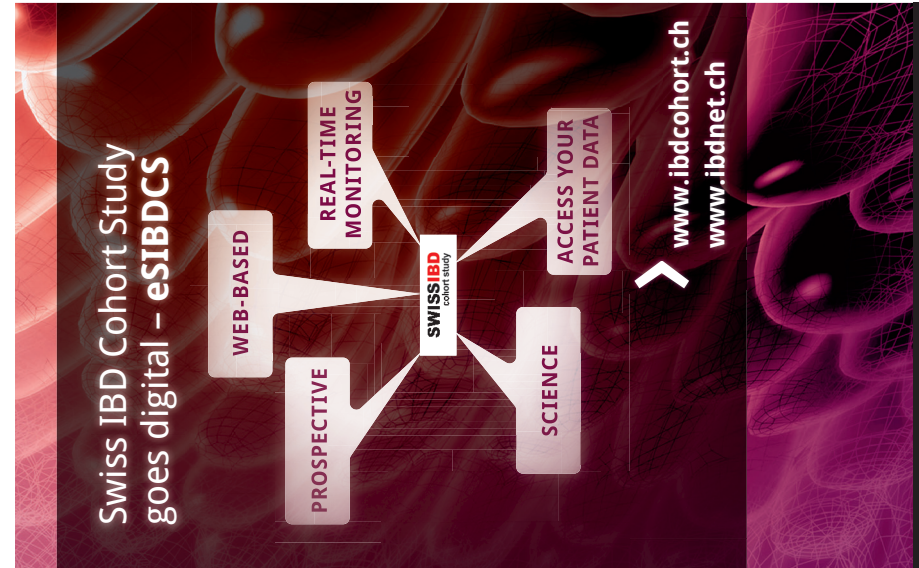 Swiss IBD Cohort Study
goes digital – eSIBDCS
PROSPECTIVE
WEB-BASED
REAL-TIME
MONITORING
SWISSIBD
cohort study
SCIENCE
ACCESS YOUR
PATIENT DATA
www.ibdcohort.ch
www.ibdnet.ch